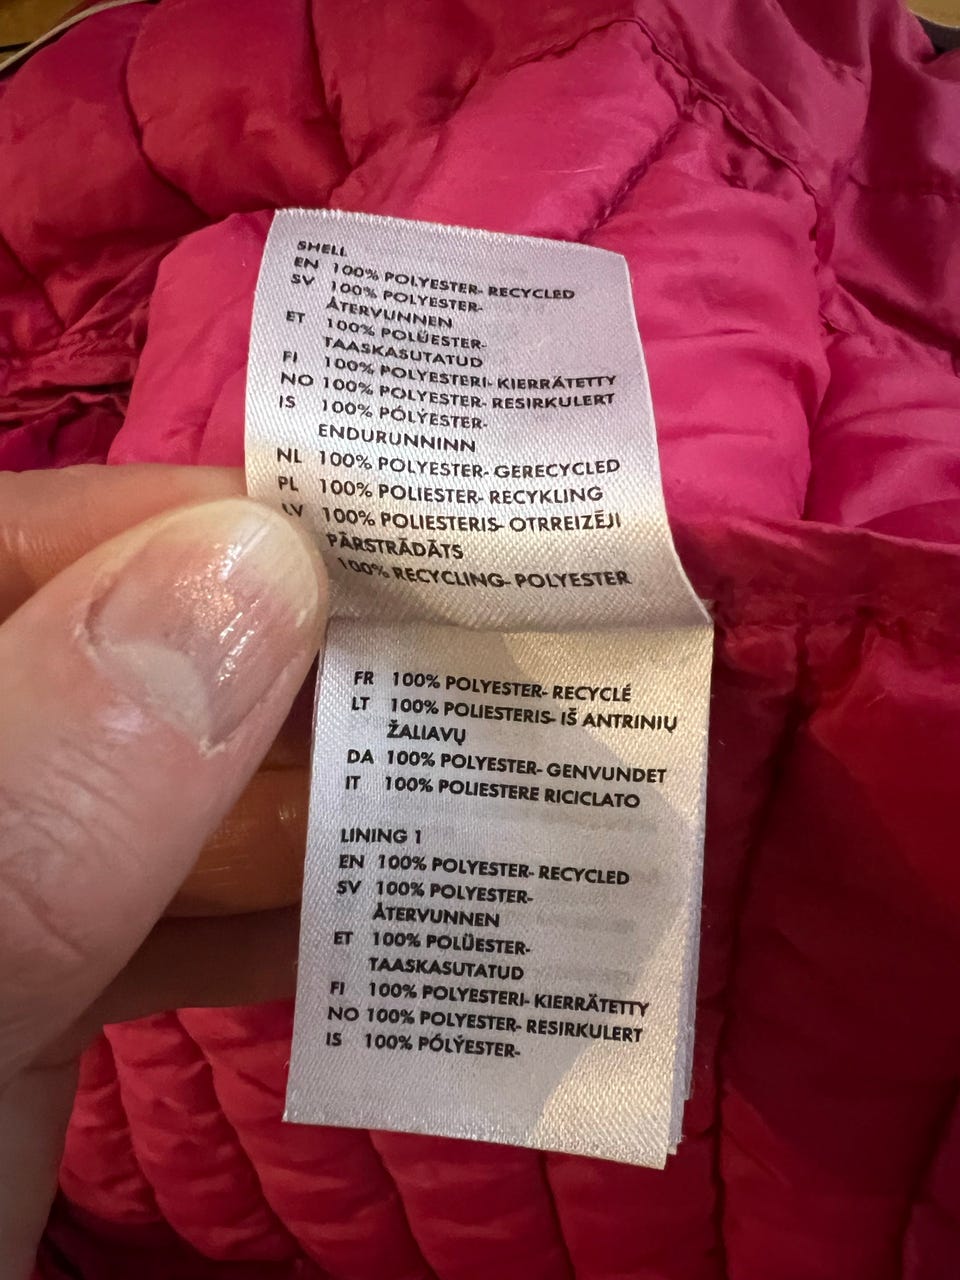 SHELL
EN 100% POLYESTER- RECYCLED
SV 100% POLYESTER-
ÅTERVUNNEN
ET 100% POLÜESTER-
TAASKASUTATUD
FI 100% POLYESTERI- KIERRÄTETTY
NO 100% POLYESTER- RESIRKULERT
IS 100% PÓLÝESTER-
ENDURUNNINN
NL 100% POLYESTER- GERECYCLED
PL 100% POLIESTER- RECYKLING
LV 100% POLIESTERIS- OTRREIZĒJI
PĀRSTRĀDĀTS
100% RECYCLING- POLYESTER
FR 100% POLYESTER- RECYCLÉ
LT 100% POLIESTERIS- IŠ ANTRINIŲ
ŽALIAVŲ
DA 100% POLYESTER- GENVUNDET
IT 100% POLIESTERE RICICLATO
LINING 1
EN 100% POLYESTER- RECYCLED
SV 100% POLYESTER-
ÅTERVUNNEN
ET 100% POLÜESTER-
TAASKASUTATUD
FI 100% POLYESTERI- KIERRÄTETTY
NO 100% POLYESTER- RESIRKULERT
IS 100% PÓLÝESTER-